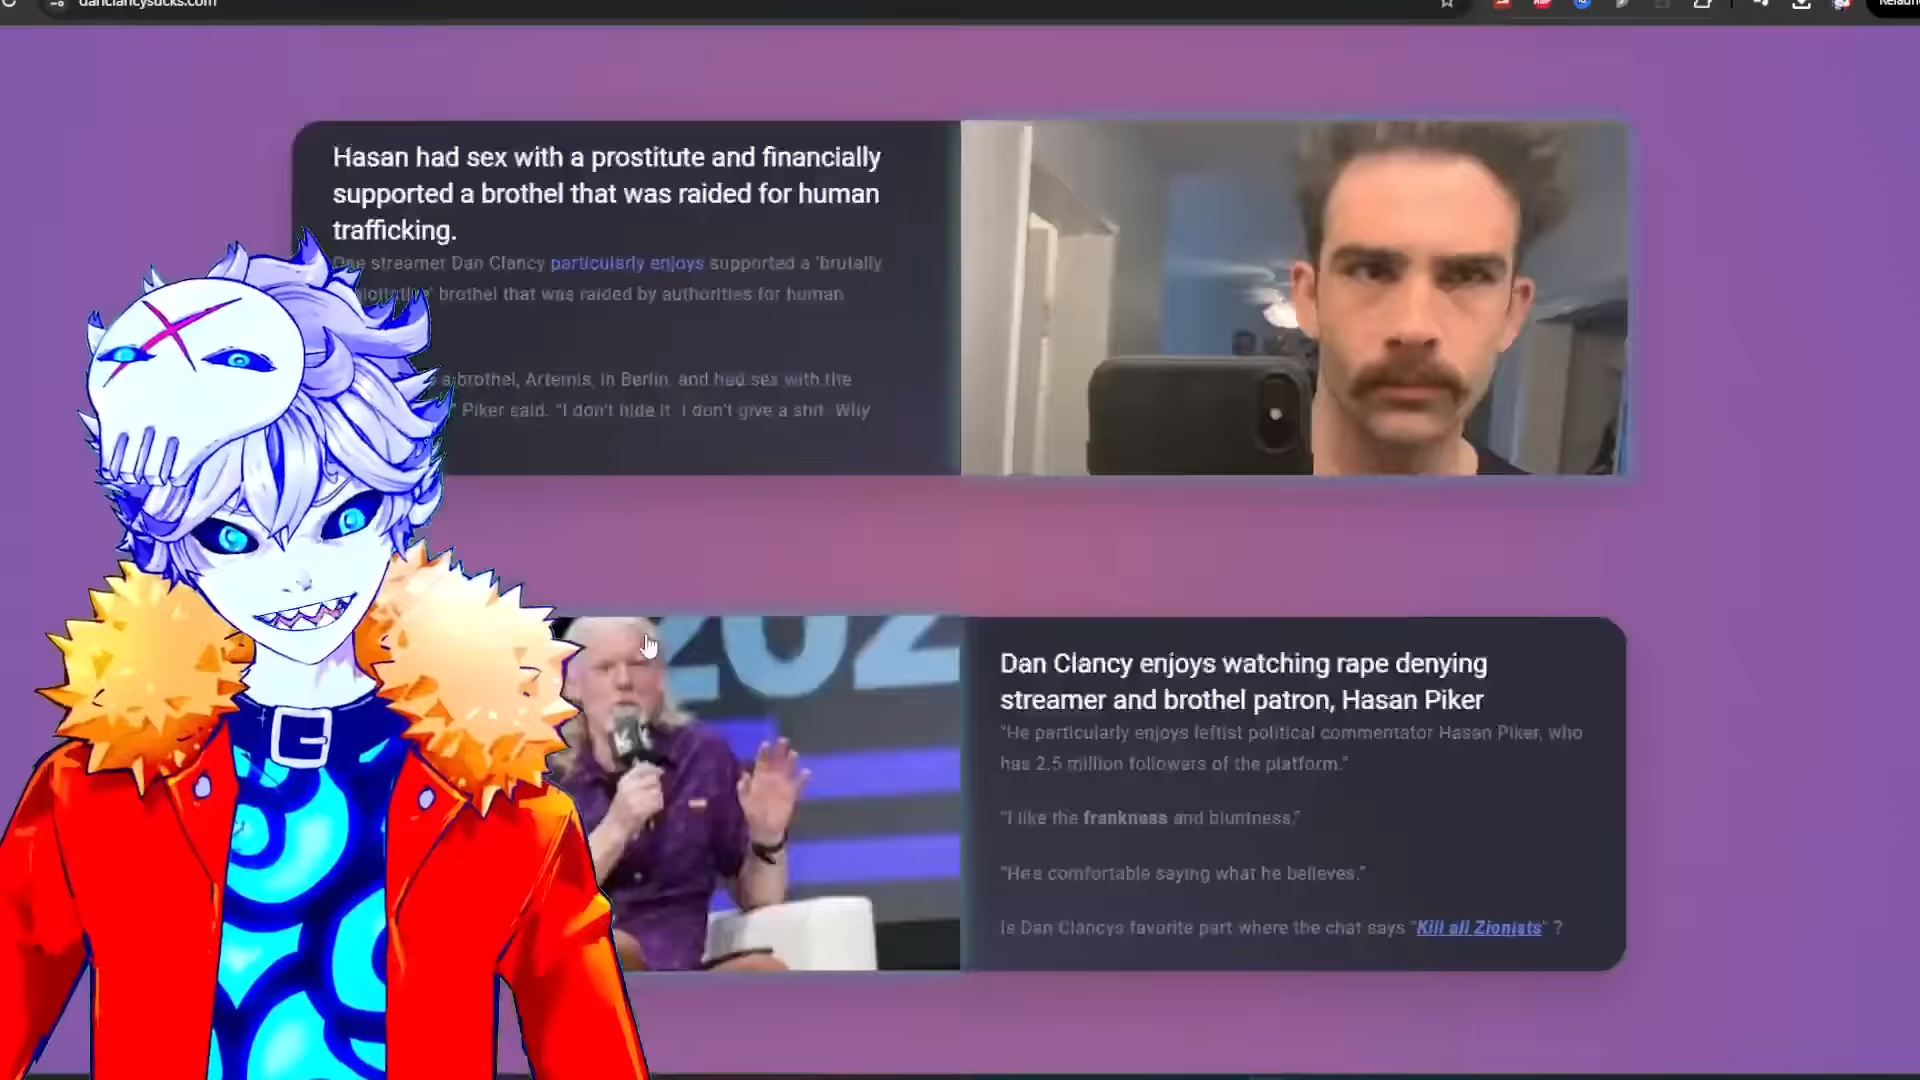 danclancysucks.com
Hasan had sex with a prostitute and financially
supported a brothel that was raided for human
trafficking.
One streamer Dan Clancy particularly enjoys supported a 'brutally
brothel that was raided by authorities for human
a brothel, Artemis, in Berlin, and had sex with the
" Piker said. "I don't hide it. I don't give a shit. Why
202
Dan Clancy enjoys watching rape denying
streamer and brothel patron, Hasan Piker
"He particularly enjoys leftist political commentator Hasan Piker, who
has 2.5 million followers of the platform."
"I like the frankness and bluntness."
"Hes comfortable saying what he believes."
Is Dan Clancys favorite part where the chat says "Kill all Zionists" ?